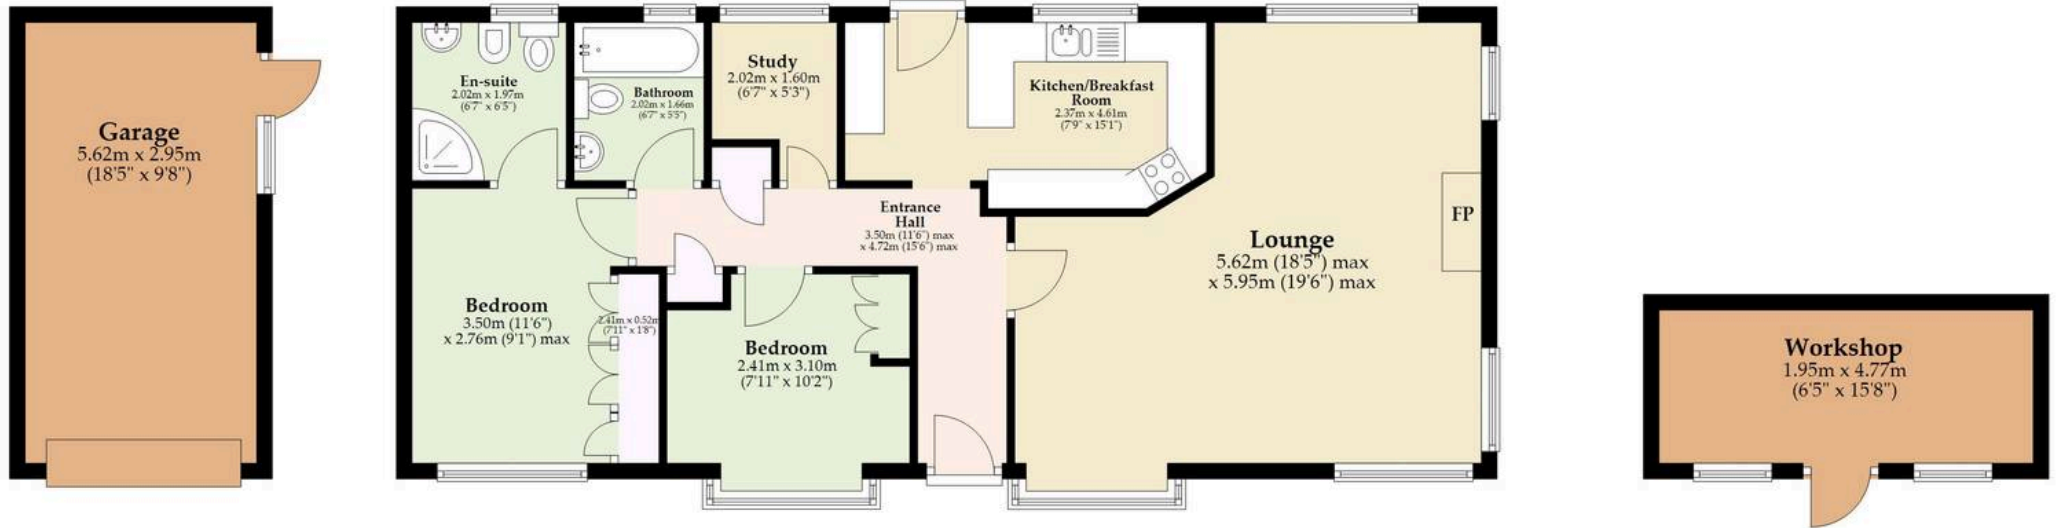 Garage
5.62m x 2.95m
(18'5" x 9'8")
En-suite
2.02m x 1.97m
(6'7" x 6'5")
Bathroom
2.02m x 1.66m
(6'7" x 5'5")
Study
2.02m x 1.60m
(6'7" x 5'3")
Kitchen/Breakfast
Room
2.37m x 4.61m
(7'9" x 15'1")
Entrance
Hall
3.50m (11'6") max
x 4.72m (15'6") max
Lounge
5.62m (18'5") max
x 5.95m (19'6") max
FP
Bedroom
3.50m (11'6")
x 2.76m (9'1") max
2.41m x 0.52m
(7'11" x 1'8")
Bedroom
2.41m x 3.10m
(7'11" x 10'2")
Workshop
1.95m x 4.77m
(6'5" x 15'8")